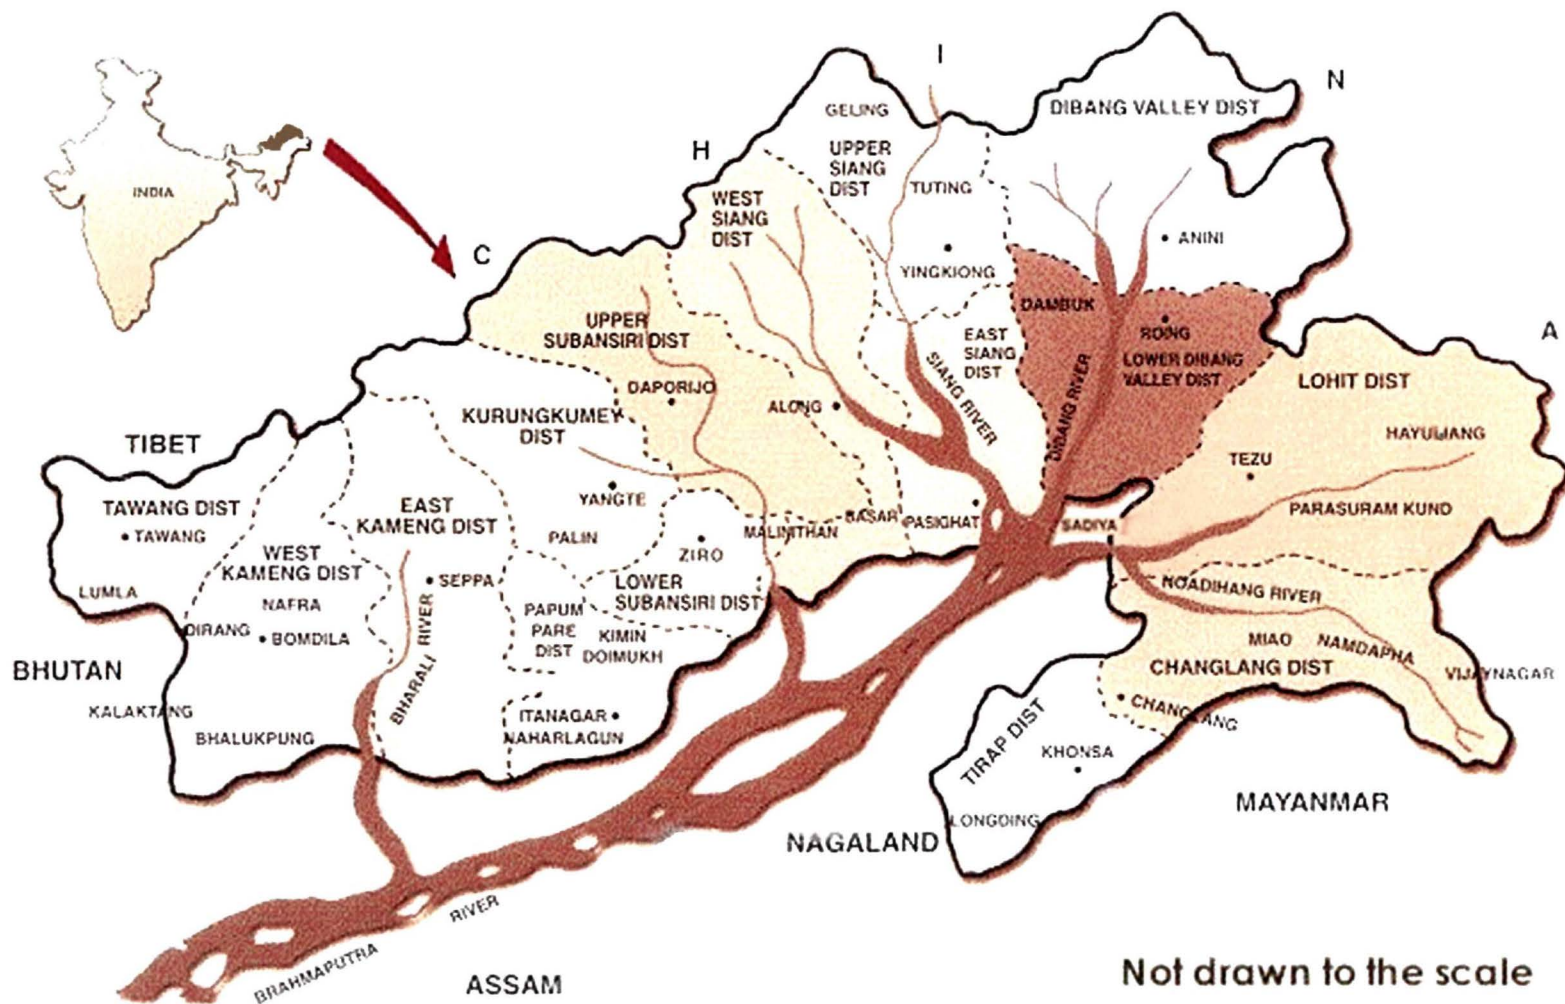 I
N
DIBANG VALLEY DIST
GELING
H
UPPER
SIANG
DIST
INDIA
TUTING
WEST
SIANG
DIST
ANINI
C
YINGKIONG
DAMBUK
UPPER
SUBANSIRI DIST
EAST
SIANG
DIST
ROING
LOWER DIBANG
VALLEY DIST
A
LOHIT DIST
SIANG RIVER
DIBANG RIVER
DAPORIJO
ALONG
KURUNGKUMEY
DIST
HAYULIANG
TIBET
TEZU
TAWANG DIST
TAWANG
EAST
KAMENG DIST
YANGTE
BASAR
PASIGHAT
SADIYA
PARASURAM KUND
MALINITHAN
PALIN
ZIRO
WEST
KAMENG DIST
SEPPA
LOWER
SUBANSIRI DIST
NOADIHANG RIVER
LUMLA
NAFRA
PAPUM
PARE
DIST
KIMIN
DOIMUKH
DIRANG
BOMDILA
MIAO
NAMDAPHA
BHUTAN
BHARALI RIVER
CHANGLANG DIST
VIJAYNAGAR
KALAKTANG
CHANGLANG
BHALUKPUNG
ITANAGAR
NAHARLAGUN
TIRAP DIST
KHONSA
MAYANMAR
LONGDING
NAGALAND
BRAHMAPUTRA RIVER
ASSAM
Not drawn to the scale